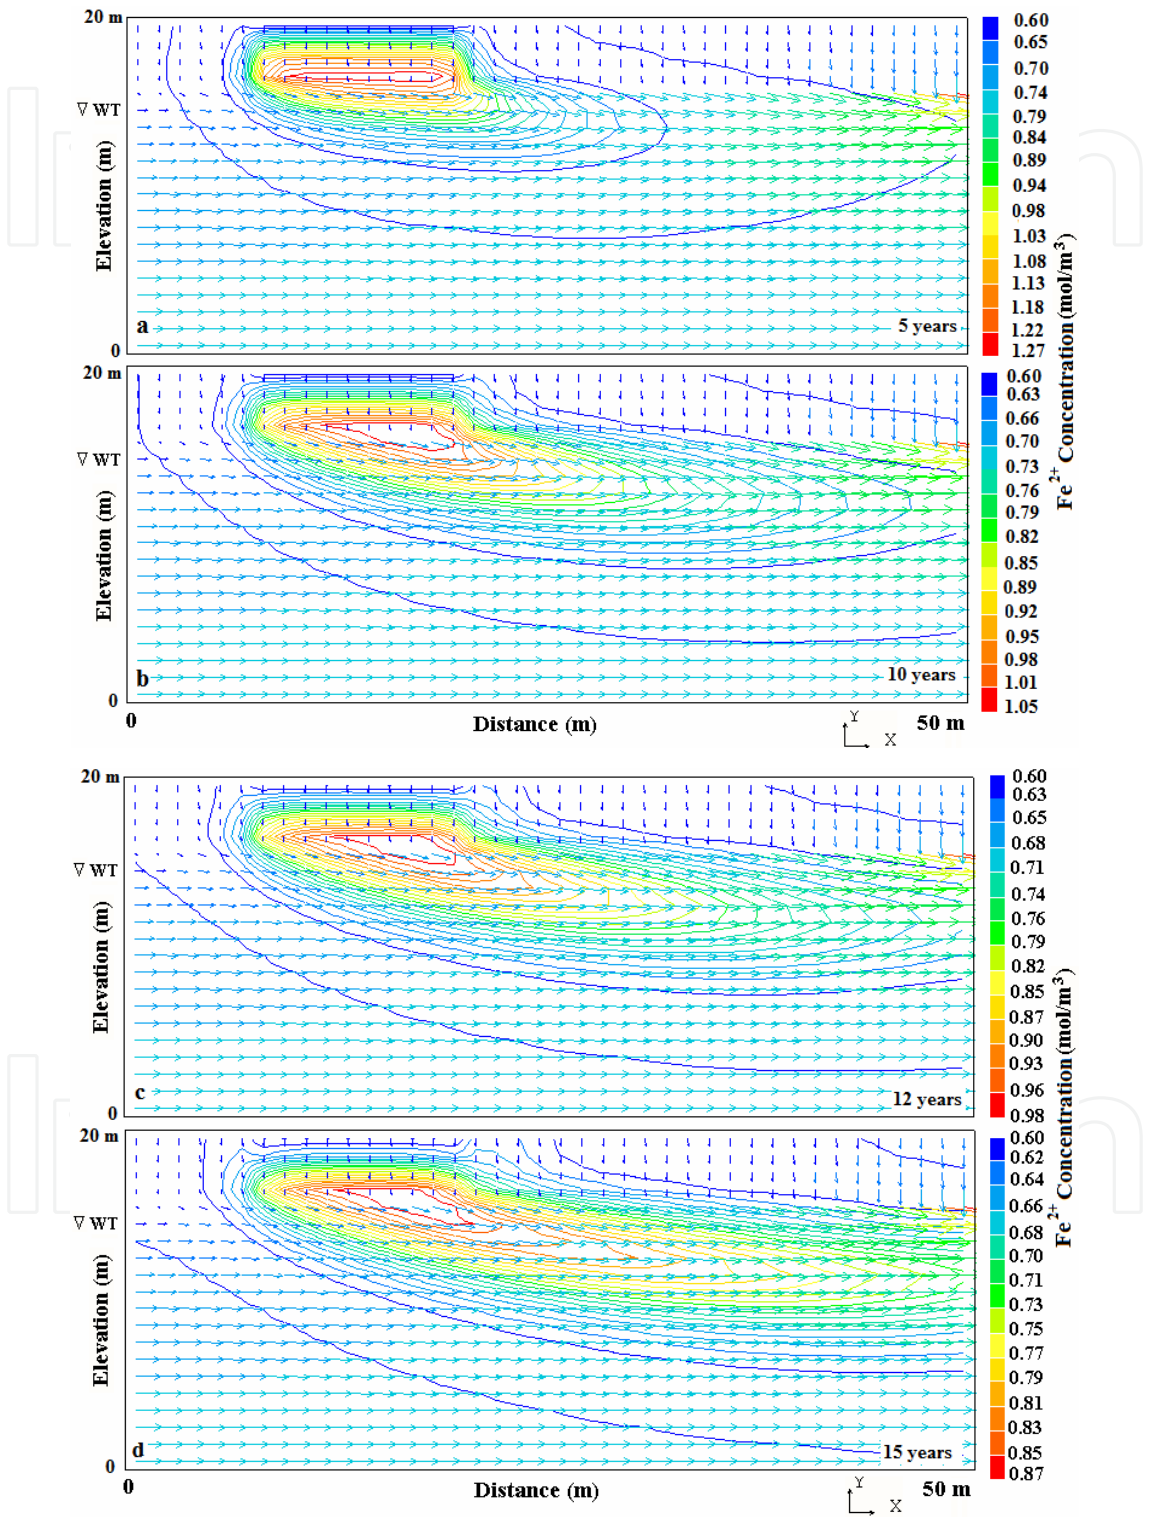 20 m
▽ WT
Elevation (m)
0
a
5 years
0.60
0.65
0.70
0.74
0.79
0.84
0.89
0.94
0.98
1.03
1.08
1.13
1.18
1.22
1.27
20 m
▽ WT
Elevation (m)
0
b
10 years
0.60
0.63
0.66
0.70
0.73
0.76
0.79
0.82
0.85
0.89
0.92
0.95
0.98
1.01
1.05
Fe²⁺ Concentration (mol/m³)
0
Distance (m)
50 m
Y
X
20 m
▽ WT
Elevation (m)
0
c
12 years
0.60
0.63
0.65
0.68
0.71
0.74
0.76
0.79
0.82
0.85
0.87
0.90
0.93
0.96
0.98
20 m
▽ WT
Elevation (m)
0
d
15 years
0.60
0.62
0.64
0.66
0.68
0.70
0.71
0.73
0.75
0.77
0.79
0.81
0.83
0.85
0.87
Fe²⁺ Concentration (mol/m³)
0
Distance (m)
50 m
Y
X